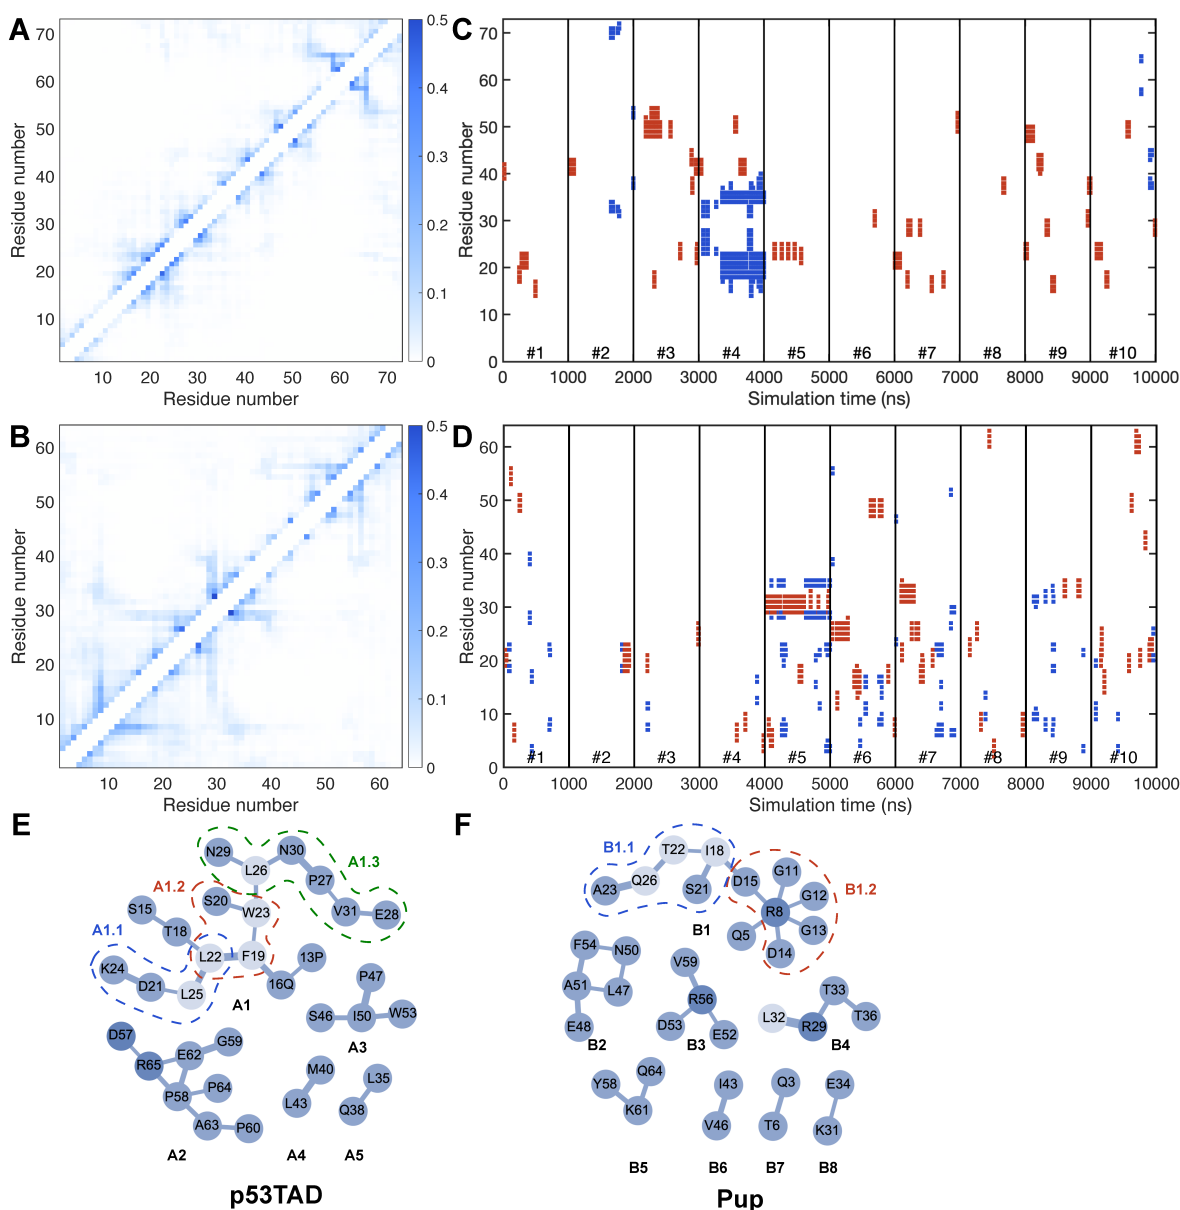 A
70
60
50
40
30
20
10
Residue number
10 20 30 40 50 60 70
Residue number
0.5
0.4
0.3
0.2
0.1
0
C
70
60
50
40
30
20
10
0
Residue number
#1 #2 #3 #4 #5 #6 #7 #8 #9 #10
0 1000 2000 3000 4000 5000 6000 7000 8000 9000 10000
Simulation time (ns)
B
60
50
40
30
20
10
Residue number
10 20 30 40 50 60
Residue number
0.5
0.4
0.3
0.2
0.1
0
D
60
50
40
30
20
10
0
Residue number
#1 #2 #3 #4 #5 #6 #7 #8 #9 #10
0 1000 2000 3000 4000 5000 6000 7000 8000 9000 10000
Simulation time (ns)
E
N29
N30
L26
A1.3
P27
A1.2
S20
W23
V31
E28
S15
T18
A1.1
L22
F19
I3P
K24
D21
L25
16Q
A1
P47
S46
I50
W53
A3
D57
R65
E62
G59
P58
P64
A63
P60
A2
M40
L43
A4
L35
Q38
A5
p53TAD
F
B1.1
T22
I18
A23
Q26
S21
D15
G11
R8
G12
B1.2
Q5
G13
D14
B1
F54
N50
A51
L47
E48
B2
V59
R56
D53
E52
B3
L32
R29
T33
T36
B4
Y58
Q64
K61
B5
I43
V46
B6
Q3
T6
B7
E34
K31
B8
Pup